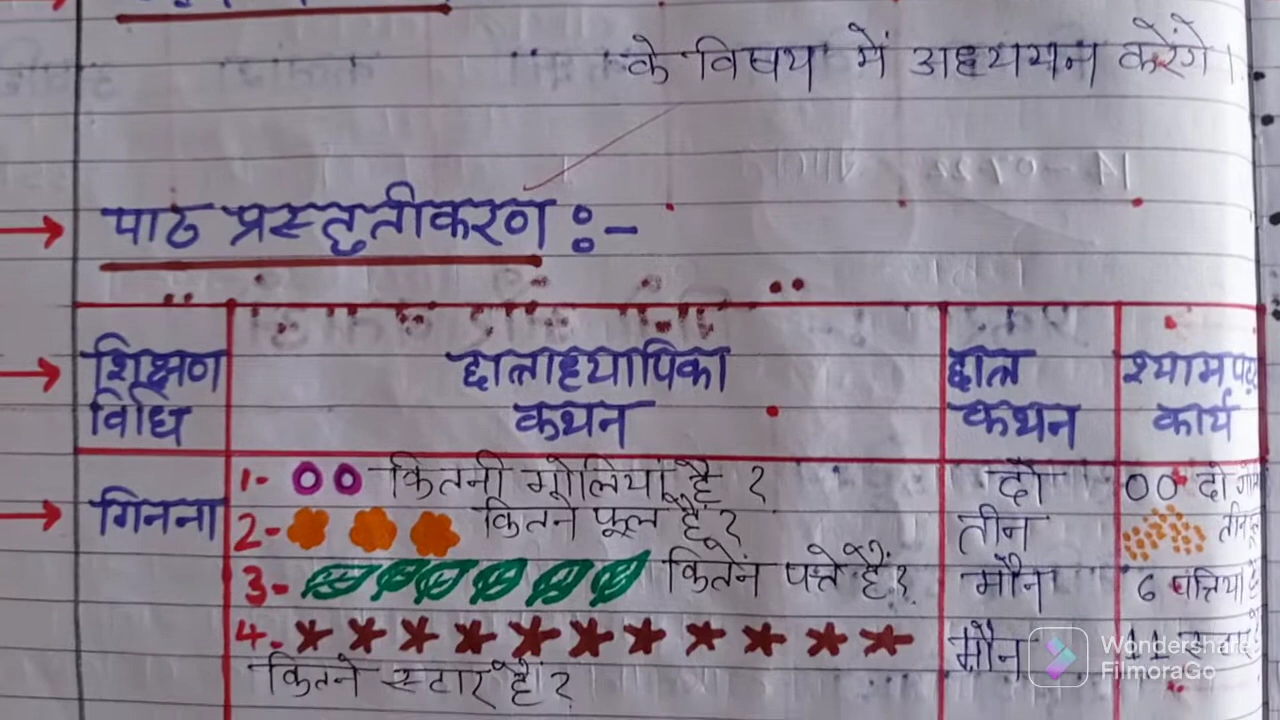 के विषय में अध्ययन करेंगे।
पाठ प्रस्तुतीकरण :-
शिक्षण विधि
छात्राध्यापिका कथन
छात्र कथन
श्यामपट्ट कार्य
गिनना
1- कितनी गोलियां है ?
दो
दो
2- कितने फूल हैं ?
तीन
तीन
3- कितने पत्ते हैं ?
मौन
6 पत्तियां है
4- कितने स्टार हैं ?
मौन
Wondershare
FilmoraGo